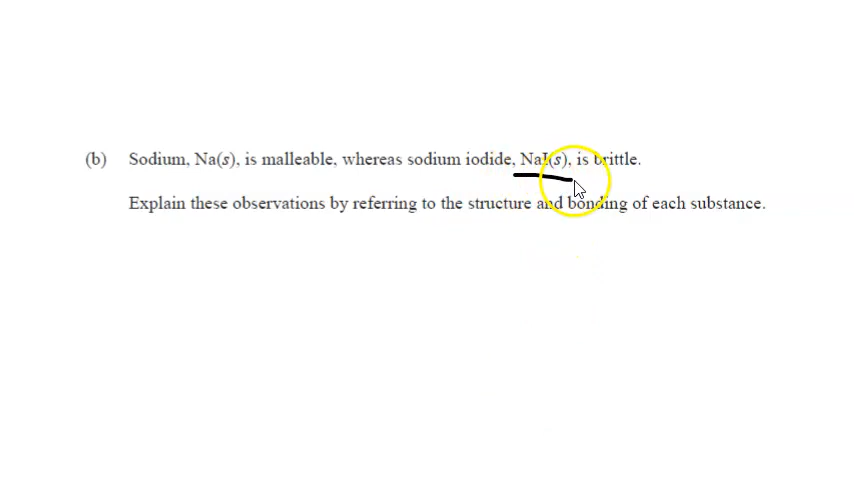 (b) Sodium, Na(s), is malleable, whereas sodium iodide, NaI(s), is brittle.
Explain these observations by referring to the structure and bonding of each substance.